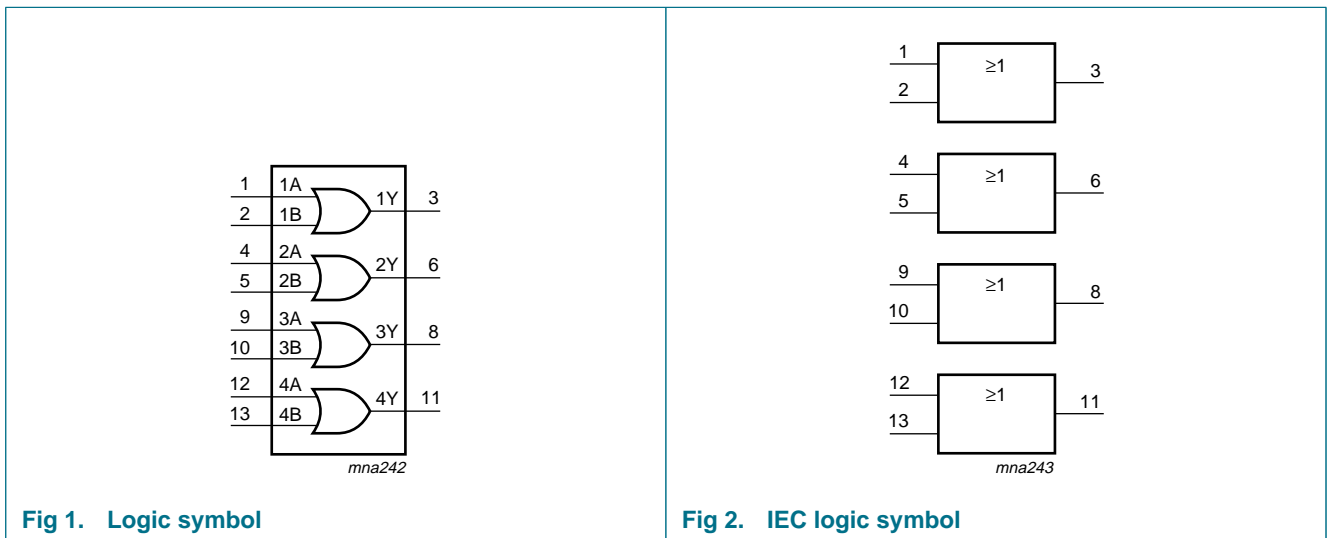 1 1A 1Y 3
2 1B
4 2A 2Y 6
5 2B
9 3A 3Y 8
10 3B
12 4A 4Y 11
13 4B
mna242
Fig 1. Logic symbol
1 ≥1 3
2
4 ≥1 6
5
9 ≥1 8
10
12 ≥1 11
13
mna243
Fig 2. IEC logic symbol